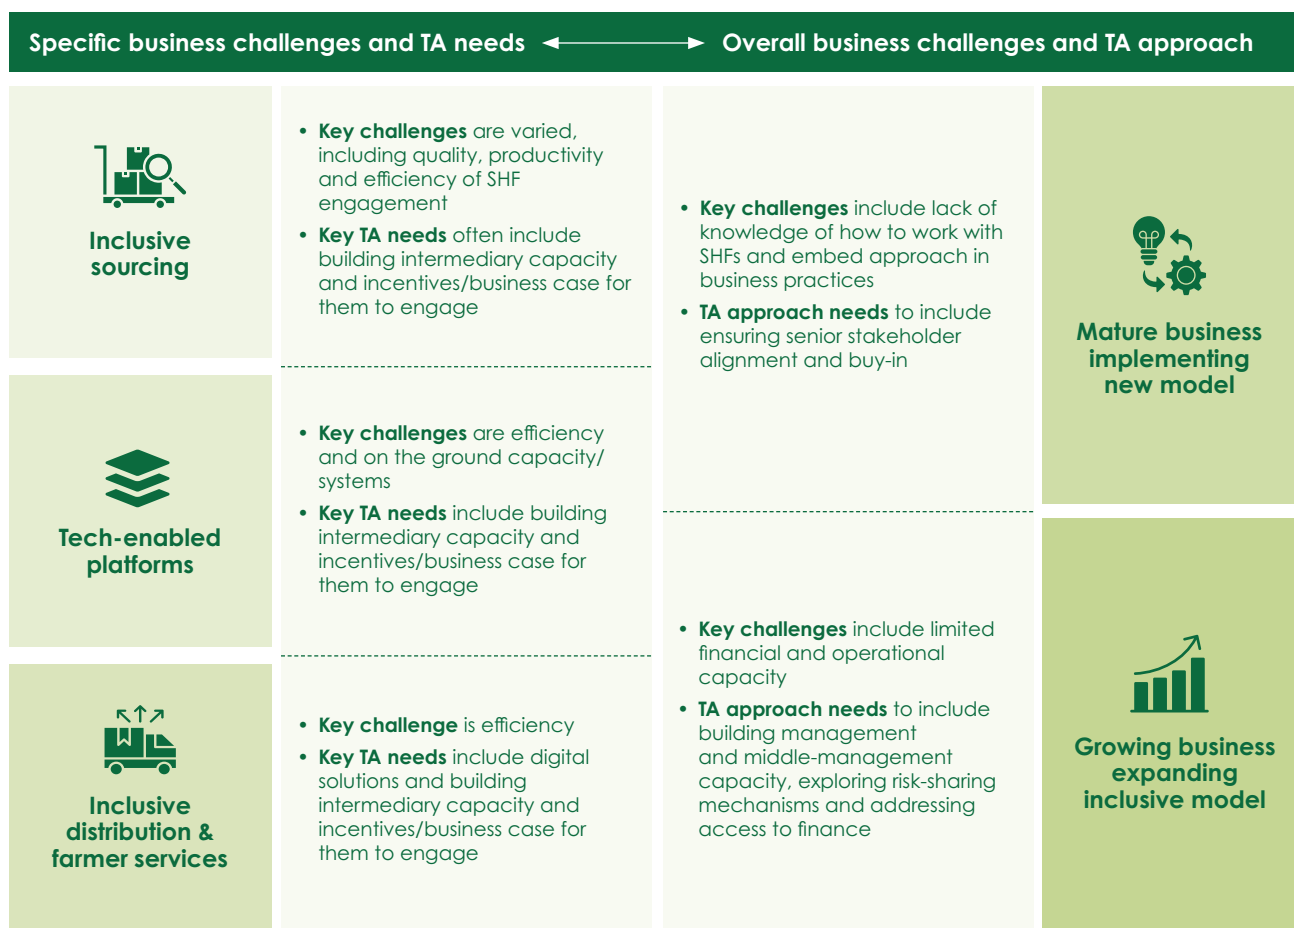 Specific business challenges and TA needs
Overall business challenges and TA approach
Inclusive
sourcing
• Key challenges are varied,
including quality, productivity
and efficiency of SHF
engagement
• Key TA needs often include
building intermediary capacity
and incentives/business case for
them to engage
Tech-enabled
platforms
• Key challenges are efficiency
and on the ground capacity/
systems
• Key TA needs include building
intermediary capacity and
incentives/business case for
them to engage
Inclusive
distribution &
farmer services
• Key challenge is efficiency
• Key TA needs include digital
solutions and building
intermediary capacity and
incentives/business case for
them to engage
• Key challenges include lack of
knowledge of how to work with
SHFs and embed approach in
business practices
• TA approach needs to include
ensuring senior stakeholder
alignment and buy-in
Mature business
implementing
new model
• Key challenges include limited
financial and operational
capacity
• TA approach needs to include
building management
and middle-management
capacity, exploring risk-sharing
mechanisms and addressing
access to finance
Growing business
expanding
inclusive model